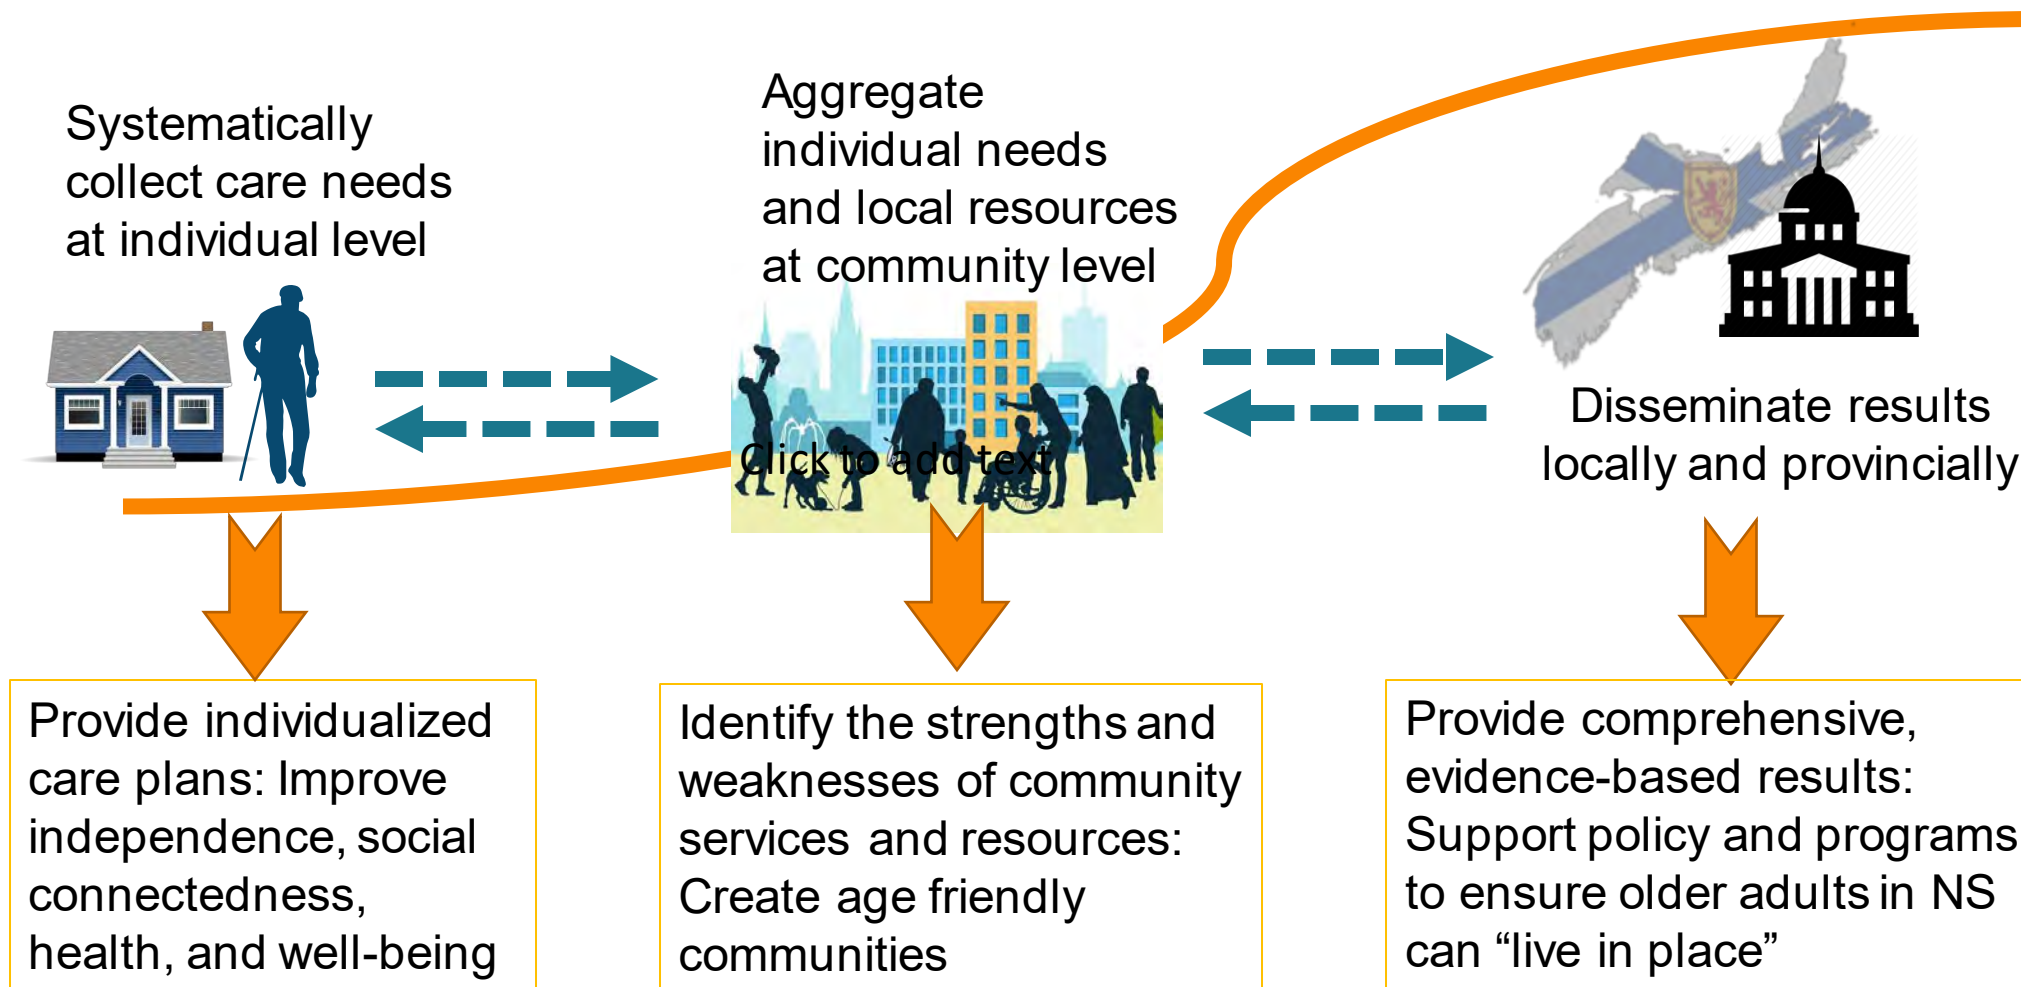 Systematically
collect care needs
at individual level
Aggregate
individual needs
and local resources
at community level
Click to add text
Disseminate results
locally and provincially
Provide individualized
care plans: Improve
independence, social
connectedness,
health, and well-being
Identify the strengths and
weaknesses of community
services and resources:
Create age friendly
communities
Provide comprehensive,
evidence-based results:
Support policy and programs
to ensure older adults in NS
can “live in place”